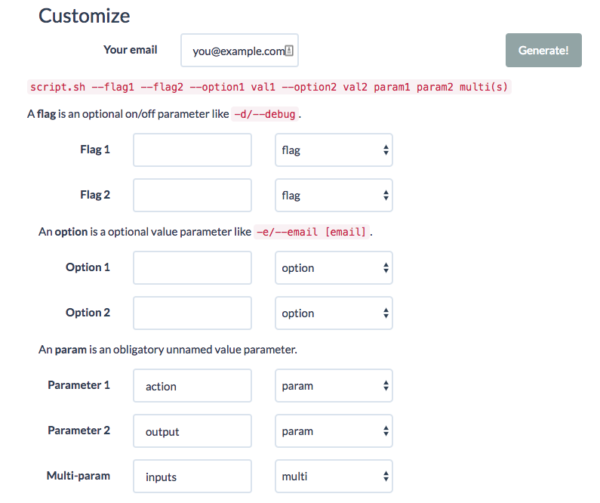 Customize
Your email you@example.com Generate!
script.sh --flag1 --flag2 --option1 val1 --option2 val2 param1 param2 multi(s)
A flag is an optional on/off parameter like -d/--debug.
Flag 1 flag
Flag 2 flag
An option is a optional value parameter like -e/--email [email].
Option 1 option
Option 2 option
An param is an obligatory unnamed value parameter.
Parameter 1 action param
Parameter 2 output param
Multi-param inputs multi